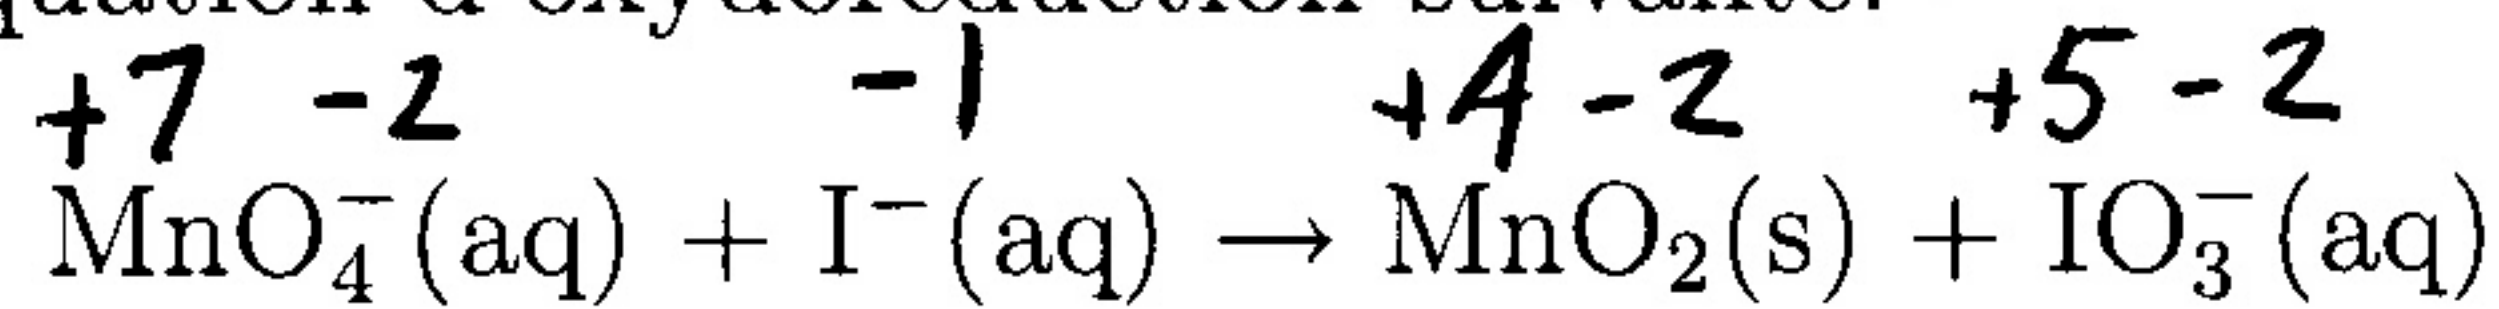 +7 -2 -1 +4 -2 +5 -2
MnO₄⁻(aq) + I⁻(aq) → MnO₂(s) + IO₃⁻(aq)